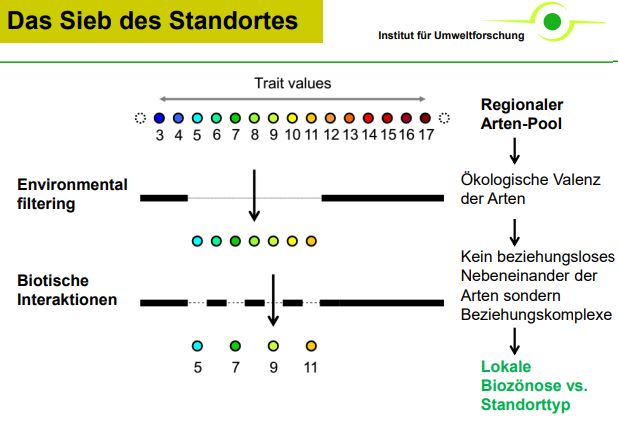 Das Sieb des Standortes
Institut für Umweltforschung
Trait values
3 4 5 6 7 8 9 10 11 12 13 14 15 16 17
Regionaler
Arten-Pool
Environmental
filtering
Ökologische Valenz
der Arten
Biotische
Interaktionen
Kein beziehungsloses
Nebeneinander der
Arten sondern
Beziehungskomplexe
5 7 9 11
Lokale
Biozönose vs.
Standorttyp